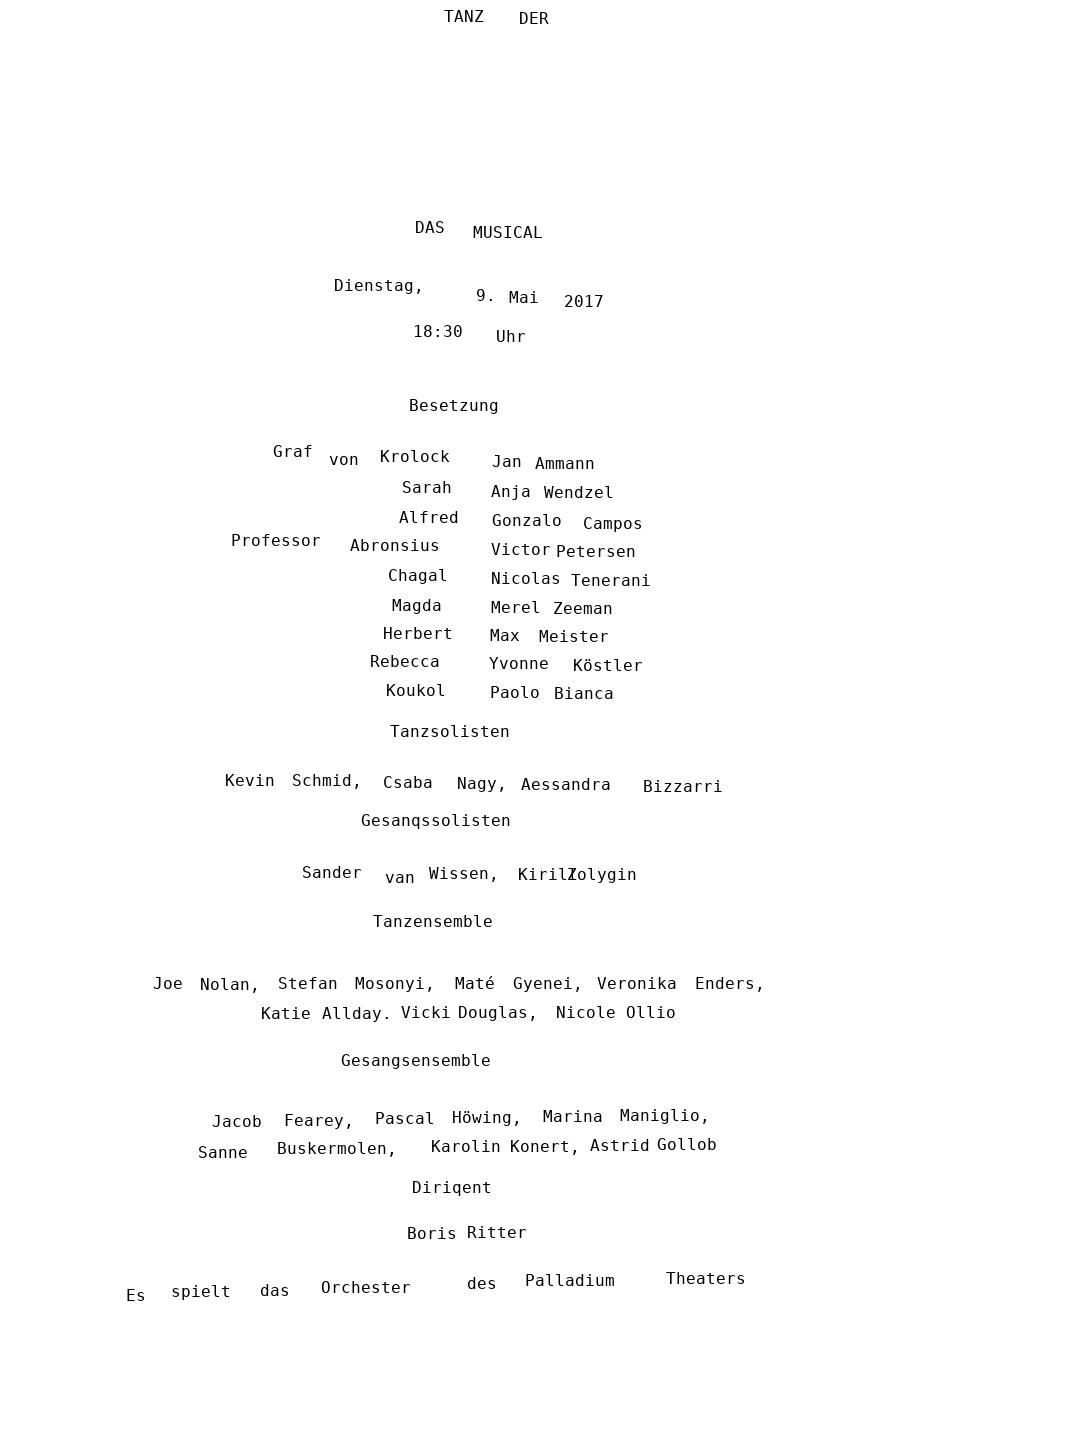 TANZ DER
DAS MUSICAL
Dienstag, 9. Mai 2017
18:30 Uhr
Besetzung
Graf von Krolock Jan Ammann
Sarah Anja Wendzel
Alfred Gonzalo Campos
Professor Abronsius Victor Petersen
Chagal Nicolas Tenerani
Magda Merel Zeeman
Herbert Max Meister
Rebecca Yvonne Köstler
Koukol Paolo Bianca
Tanzsolisten
Kevin Schmid, Csaba Nagy, Aessandra Bizzarri
Gesanqssolisten
Sander van Wissen, Kirill Zolygin
Tanzensemble
Joe Nolan, Stefan Mosonyi, Maté Gyenei, Veronika Enders,
Katie Allday. Vicki Douglas, Nicole Ollio
Gesangsensemble
Jacob Fearey, Pascal Höwing, Marina Maniglio,
Sanne Buskermolen, Karolin Konert, Astrid Gollob
Diriqent
Boris Ritter
Es spielt das Orchester des Palladium Theaters